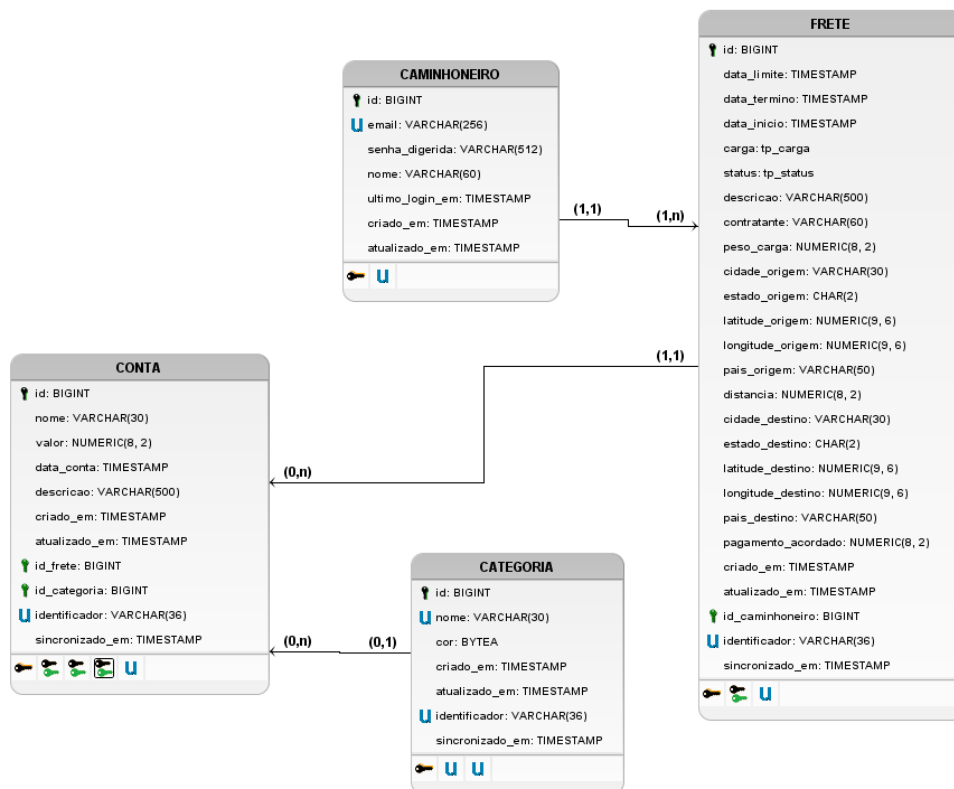 CAMINHONEIRO
id: BIGINT
U email: VARCHAR(256)
senha_digerida: VARCHAR(512)
nome: VARCHAR(60)
ultimo_login_em: TIMESTAMP
criado_em: TIMESTAMP
atualizado_em: TIMESTAMP
U
(1,1)
(1,n)
FRETE
id: BIGINT
data_limite: TIMESTAMP
data_termino: TIMESTAMP
data_inicio: TIMESTAMP
carga: tp_carga
status: tp_status
descricao: VARCHAR(500)
contratante: VARCHAR(60)
peso_carga: NUMERIC(8, 2)
cidade_origem: VARCHAR(30)
estado_origem: CHAR(2)
latitude_origem: NUMERIC(9, 6)
longitude_origem: NUMERIC(9, 6)
pais_origem: VARCHAR(50)
distancia: NUMERIC(8, 2)
cidade_destino: VARCHAR(30)
estado_destino: CHAR(2)
latitude_destino: NUMERIC(9, 6)
longitude_destino: NUMERIC(9, 6)
pais_destino: VARCHAR(50)
pagamento_acordado: NUMERIC(8, 2)
criado_em: TIMESTAMP
atualizado_em: TIMESTAMP
id_caminhoneiro: BIGINT
U identificador: VARCHAR(36)
sincronizado_em: TIMESTAMP
U
(1,1)
(0,n)
CONTA
id: BIGINT
nome: VARCHAR(30)
valor: NUMERIC(8, 2)
data_conta: TIMESTAMP
descricao: VARCHAR(500)
criado_em: TIMESTAMP
atualizado_em: TIMESTAMP
id_frete: BIGINT
id_categoria: BIGINT
U identificador: VARCHAR(36)
sincronizado_em: TIMESTAMP
U
(0,n)
(0,1)
CATEGORIA
id: BIGINT
U nome: VARCHAR(30)
cor: BYTEA
criado_em: TIMESTAMP
atualizado_em: TIMESTAMP
U identificador: VARCHAR(36)
sincronizado_em: TIMESTAMP
U U